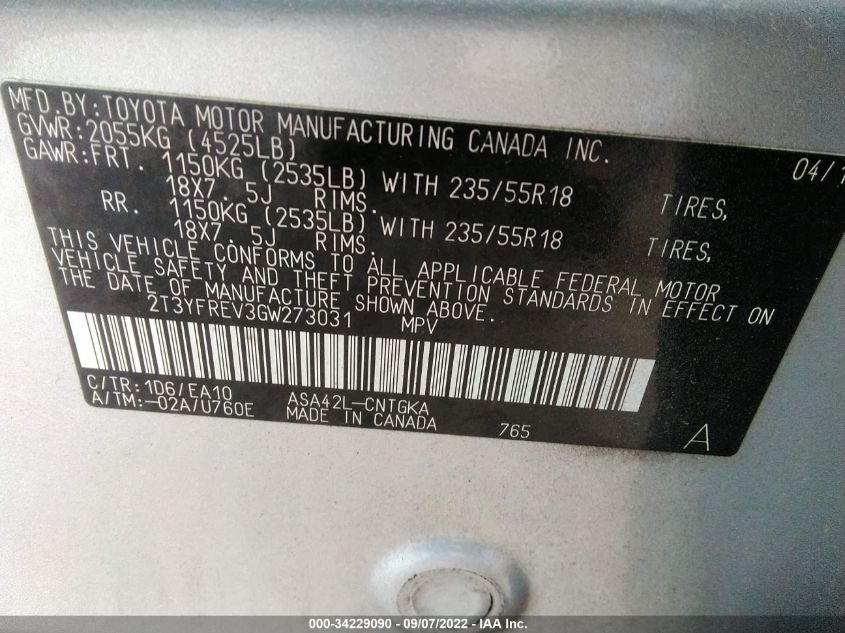 MFD.BY:TOYOTA MOTOR MANUFACTURING CANADA INC. 04/1
GVWR:2055KG (4525LB)
GAWR:FRT. 1150KG (2535LB) WITH 235/55R18 TIRES,
18X7.5J RIMS.
RR. 1150KG (2535LB) WITH 235/55R18 TIRES,
18X7.5J RIMS.
THIS VEHICLE CONFORMS TO ALL APPLICABLE FEDERAL MOTOR
VEHICLE SAFETY AND THEFT PREVENTION STANDARDS IN EFFECT ON
THE DATE OF MANUFACTURE SHOWN ABOVE.
2T3YFREV3GW273031 MPV
C/TR:1D6/EA10 ASA42L-CNTGKA
A/TM:-02A/U760E MADE IN CANADA 765 A
000-34229090 - 09/07/2022 - IAA Inc.